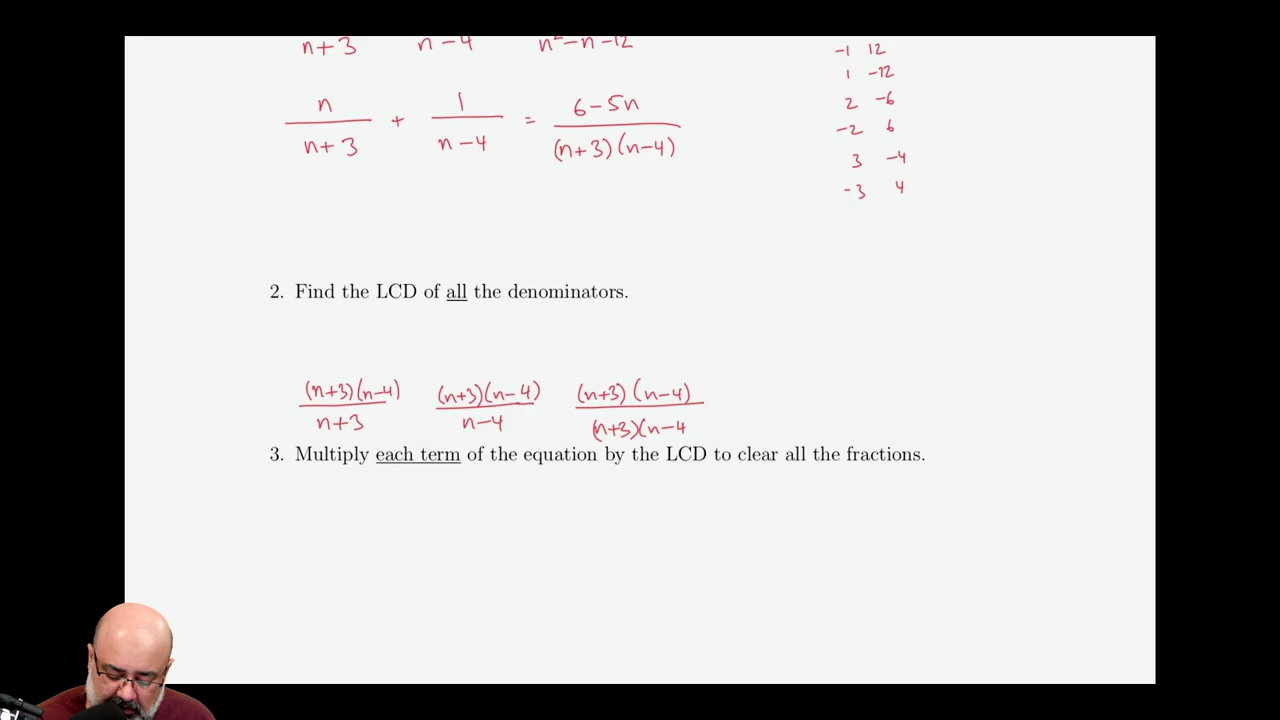 n+3 n-4 n²-n-12
-1 12
1 -12
n/(n+3) + 1/(n-4) = (6-5n)/((n+3)(n-4))
2 -6
-2 6
3 -4
-3 4
2. Find the LCD of all the denominators.
(n+3)(n-4) (n+3)(n-4) (n+3)(n-4)
n+3 n-4 (n+3)(n-4
3. Multiply each term of the equation by the LCD to clear all the fractions.